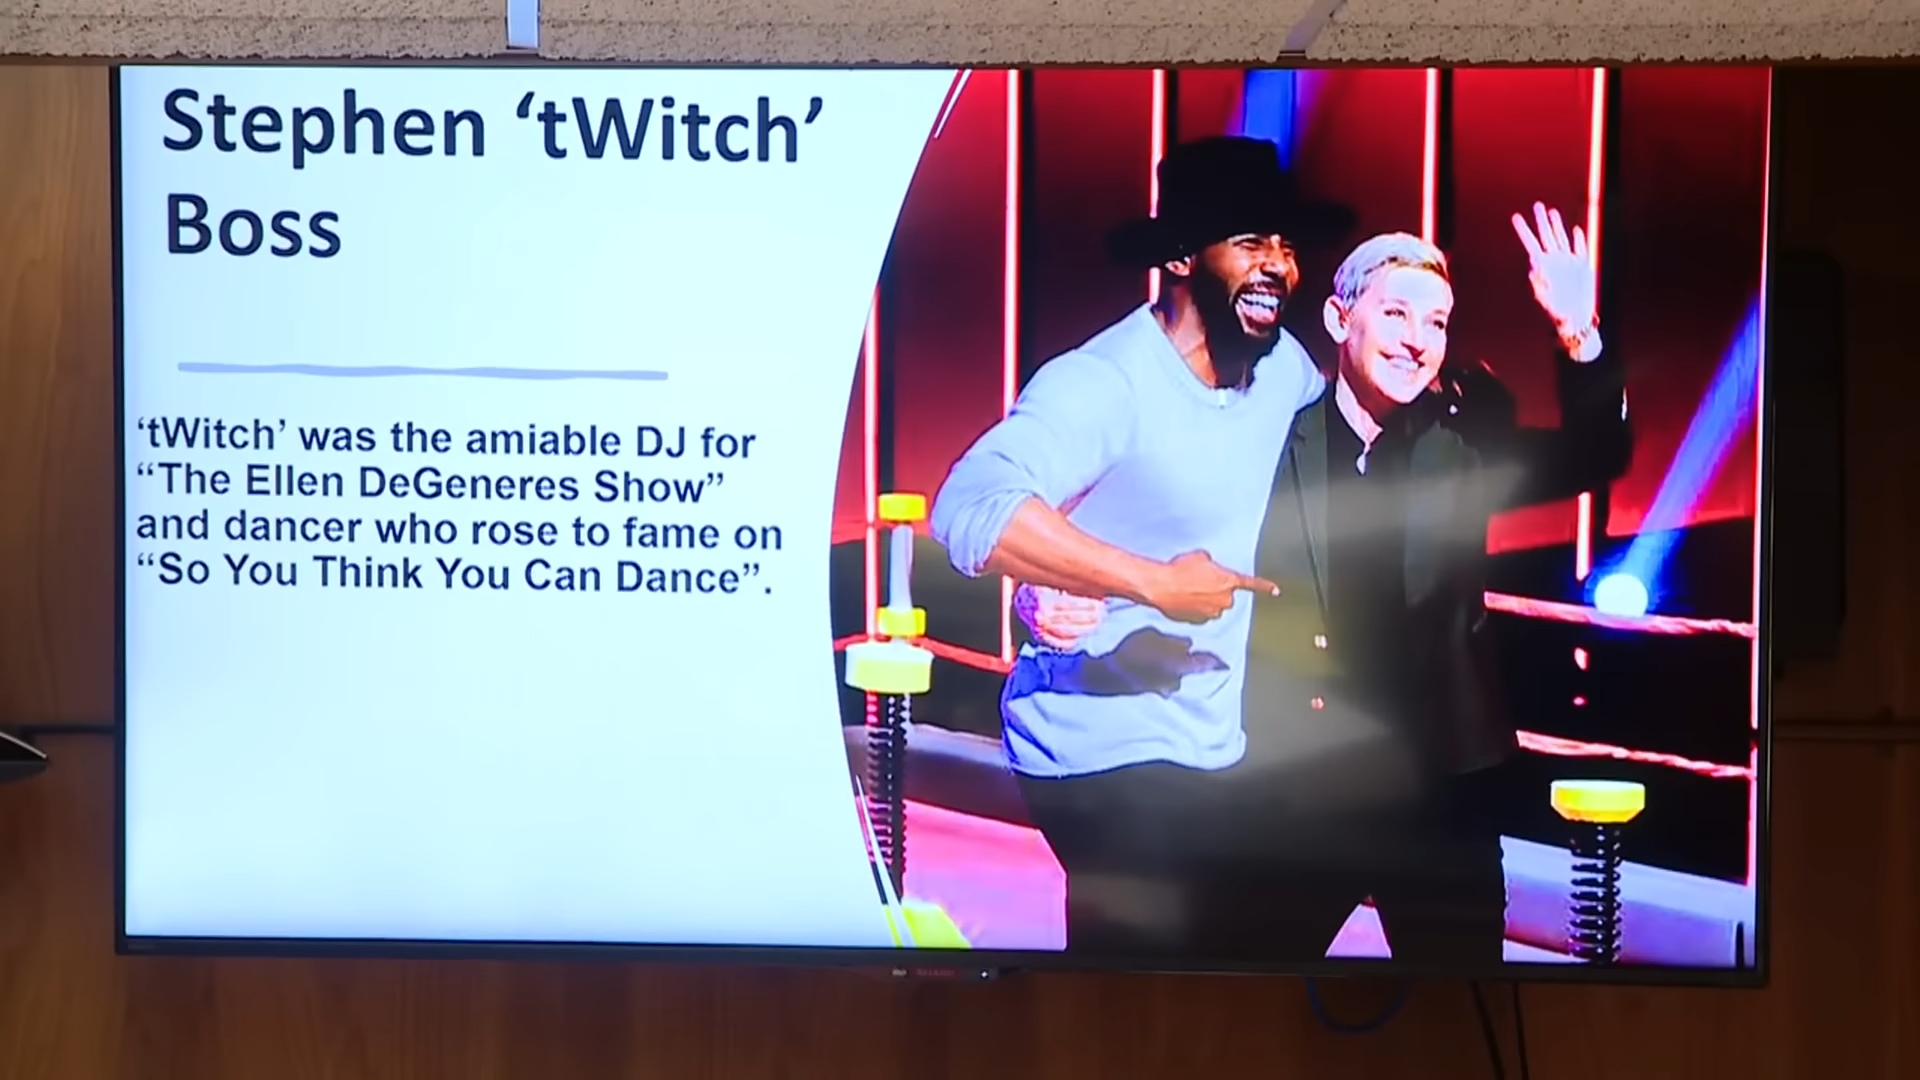 Stephen ‘tWitch’
Boss
‘tWitch’ was the amiable DJ for
“The Ellen DeGeneres Show”
and dancer who rose to fame on
“So You Think You Can Dance”.